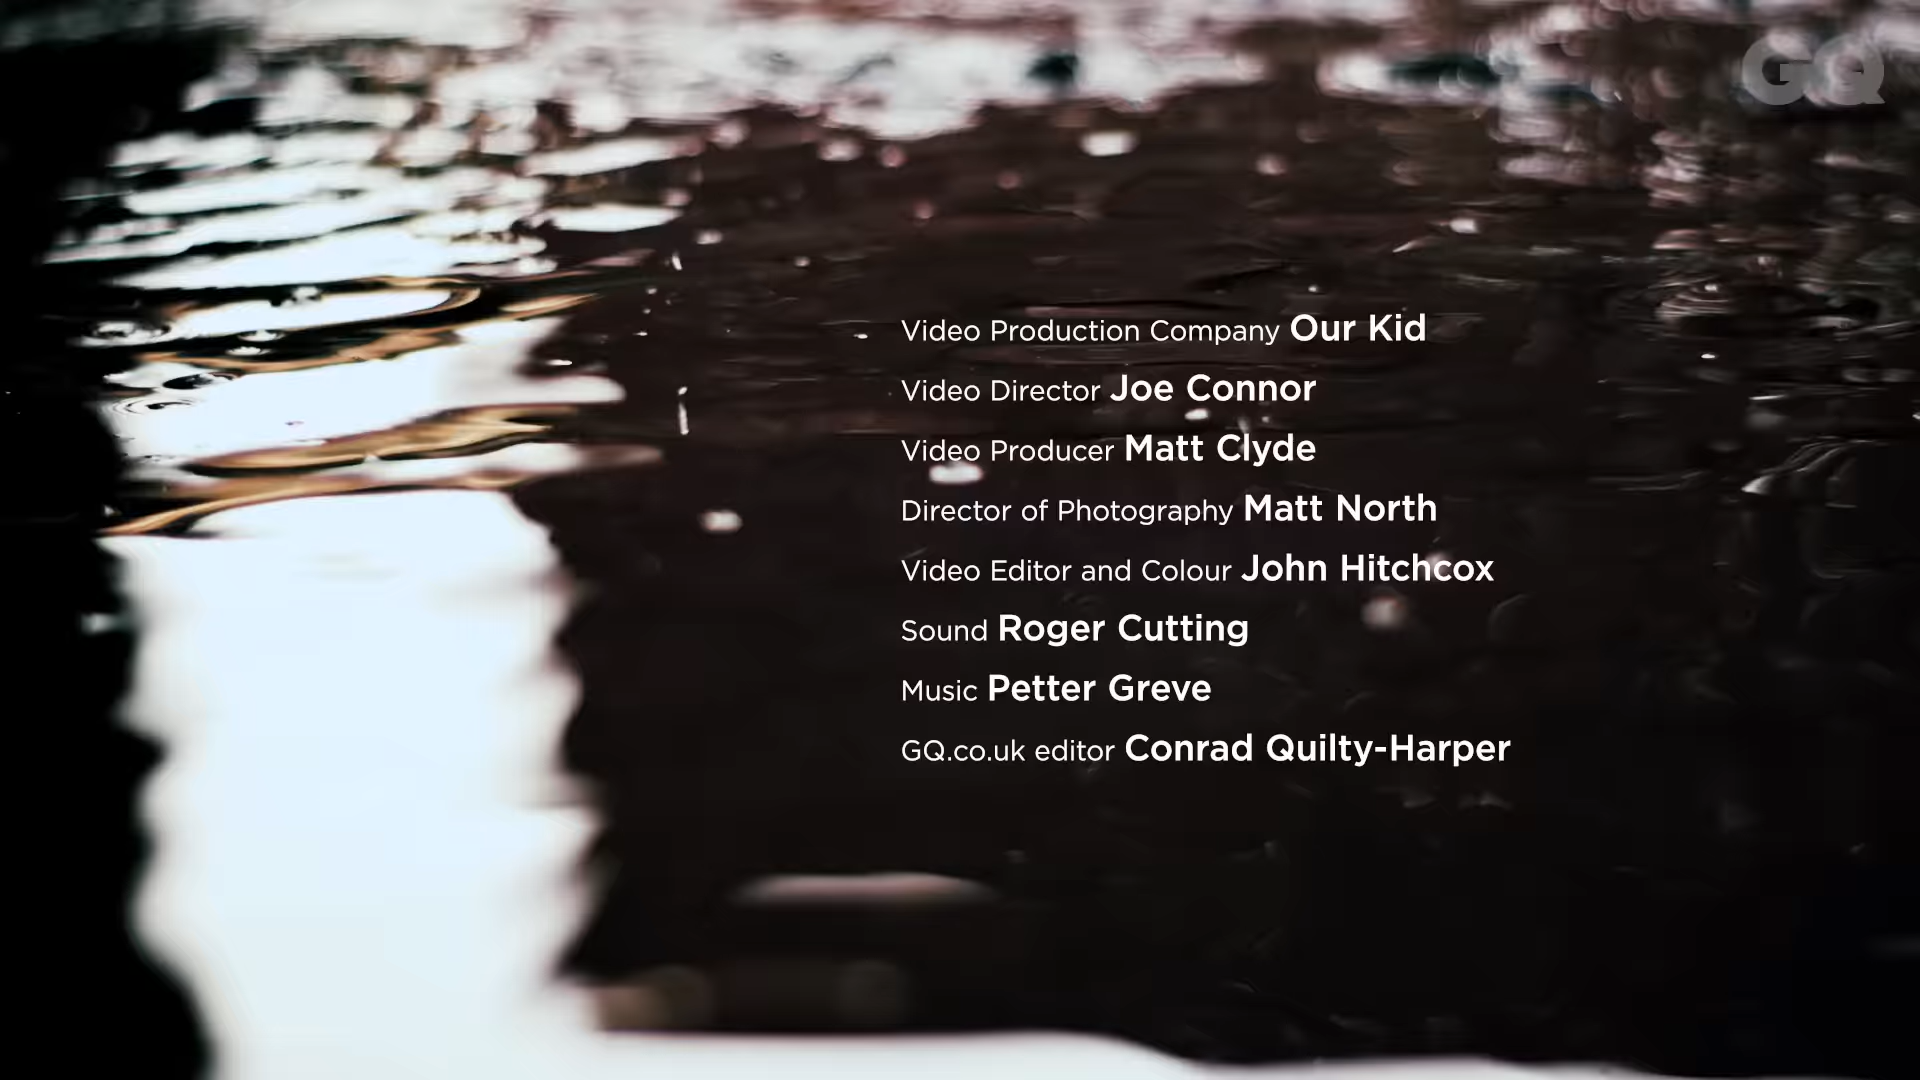 GQ
Video Production Company Our Kid
Video Director Joe Connor
Video Producer Matt Clyde
Director of Photography Matt North
Video Editor and Colour John Hitchcox
Sound Roger Cutting
Music Petter Greve
GQ.co.uk editor Conrad Quilty-Harper